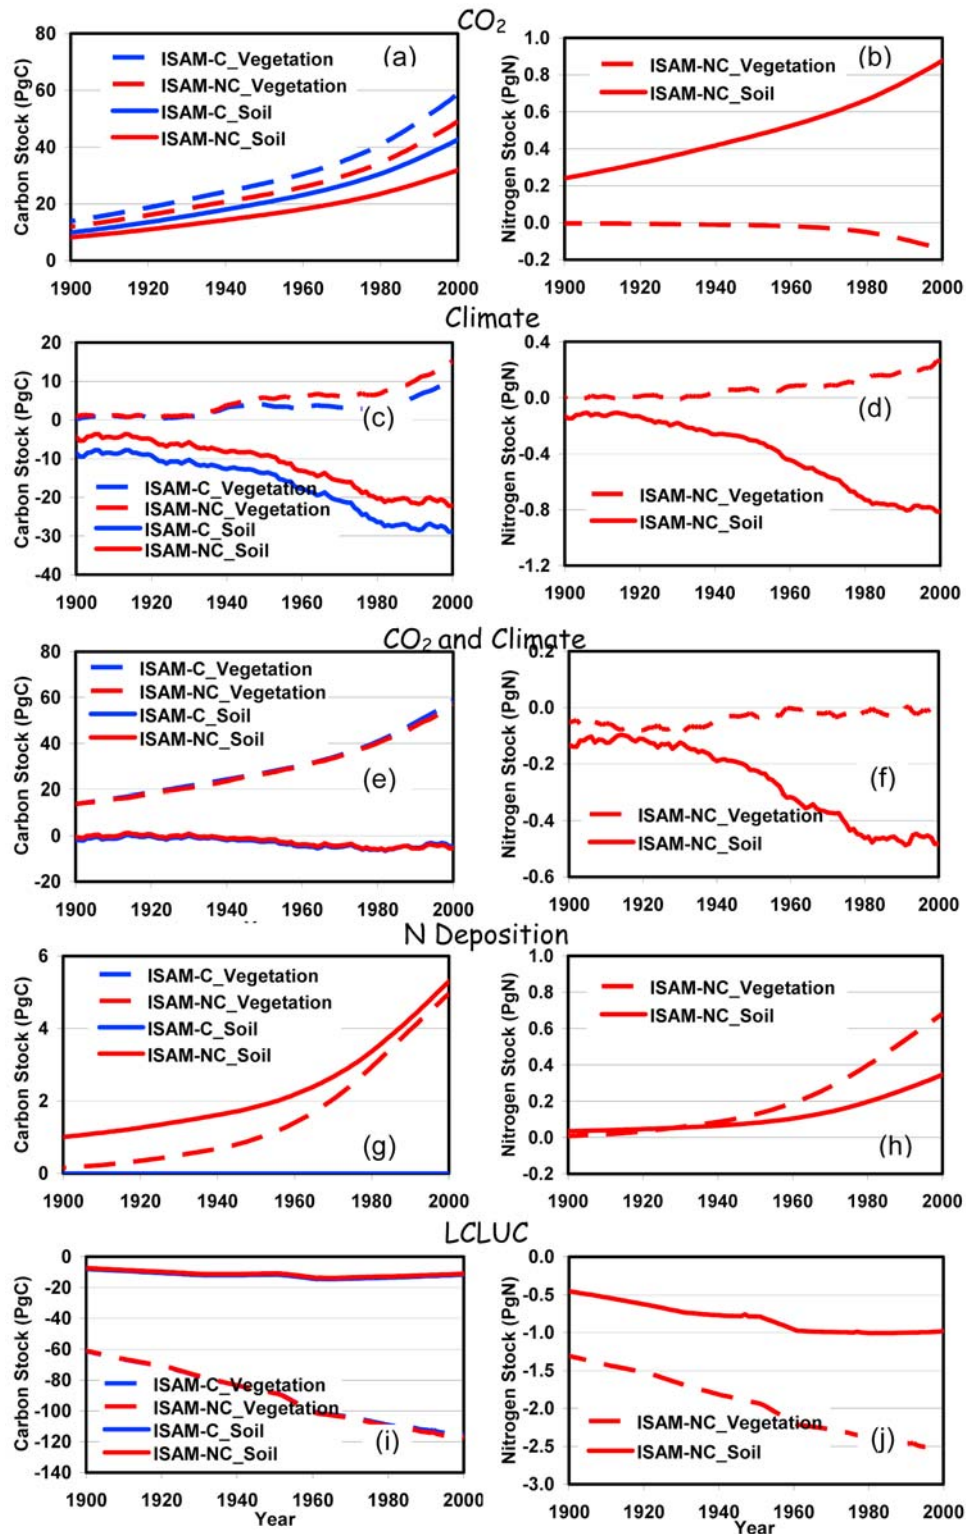 CO2
Carbon Stock (PgC)
80
60
40
20
0
ISAM-C_Vegetation
ISAM-NC_Vegetation
ISAM-C_Soil
ISAM-NC_Soil
(a)
1900 1920 1940 1960 1980 2000
Nitrogen Stock (PgN)
1.0
0.8
0.6
0.4
0.2
0.0
-0.2
ISAM-NC_Vegetation
ISAM-NC_Soil
(b)
1900 1920 1940 1960 1980 2000
Climate
Carbon Stock (PgC)
20
10
0
-10
-20
-30
-40
(c)
ISAM-C_Vegetation
ISAM-NC_Vegetation
ISAM-C_Soil
ISAM-NC_Soil
1900 1920 1940 1960 1980 2000
Nitrogen Stock (PgN)
0.4
0.0
-0.4
-0.8
-1.2
(d)
ISAM-NC_Vegetation
ISAM-NC_Soil
1900 1920 1940 1960 1980 2000
CO2 and Climate
Carbon Stock (PgC)
80
60
40
20
0
-20
ISAM-C_Vegetation
ISAM-NC_Vegetation
ISAM-C_Soil
ISAM-NC_Soil
(e)
1900 1920 1940 1960 1980 2000
Nitrogen Stock (PgN)
0.2
0.0
-0.2
-0.4
-0.6
(f)
ISAM-NC_Vegetation
ISAM-NC_Soil
1900 1920 1940 1960 1980 2000
N Deposition
Carbon Stock (PgC)
6
4
2
0
ISAM-C_Vegetation
ISAM-NC_Vegetation
ISAM-C_Soil
ISAM-NC_Soil
(g)
1900 1920 1940 1960 1980 2000
Nitrogen Stock (PgN)
1.0
0.8
0.6
0.4
0.2
0.0
-0.2
ISAM-NC_Vegetation
ISAM-NC_Soil
(h)
1900 1920 1940 1960 1980 2000
LCLUC
Carbon Stock (PgC)
0
-20
-40
-60
-80
-100
-120
-140
ISAM-C_Vegetation
ISAM-NC_Vegetation
ISAM-C_Soil
ISAM-NC_Soil
(i)
1900 1920 1940 1960 1980 2000
Year
Nitrogen Stock (PgN)
0.0
-0.5
-1.0
-1.5
-2.0
-2.5
-3.0
ISAM-NC_Vegetation
ISAM-NC_Soil
(j)
1900 1920 1940 1960 1980 2000
Year